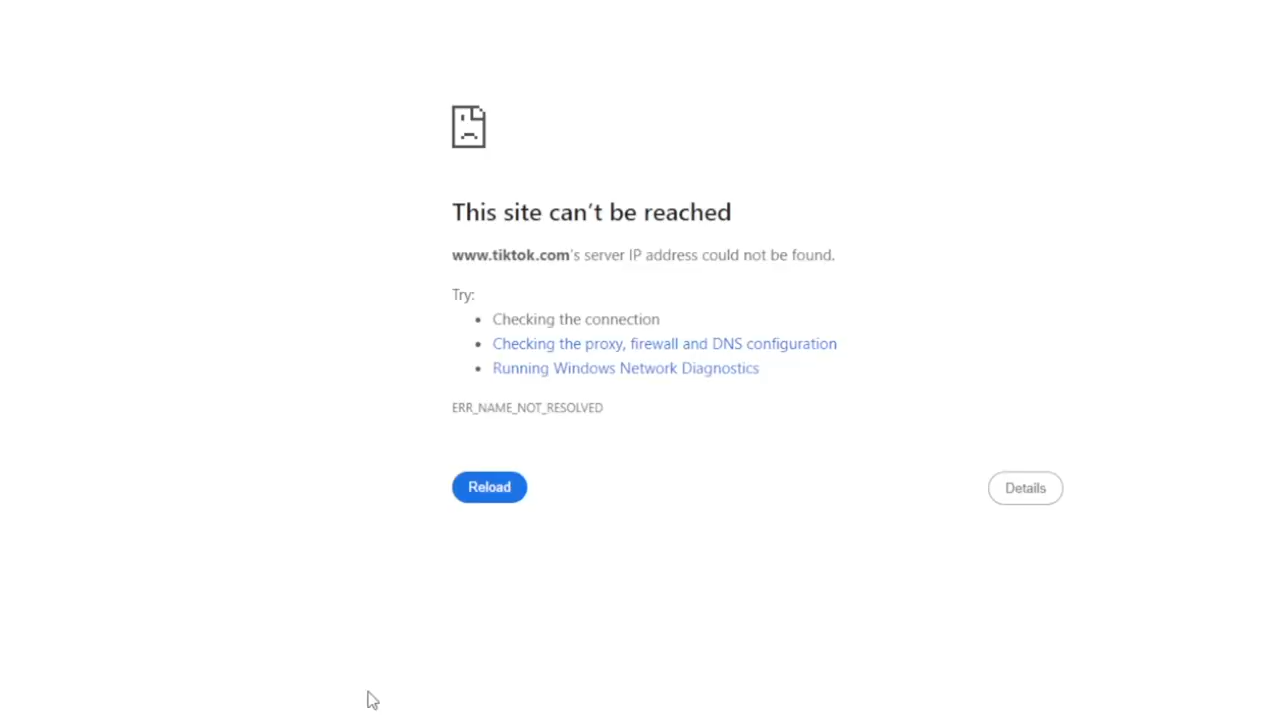 This site can't be reached
www.tiktok.com's server IP address could not be found.
Try:
• Checking the connection
• Checking the proxy, firewall and DNS configuration
• Running Windows Network Diagnostics
ERR_NAME_NOT_RESOLVED
Reload
Details